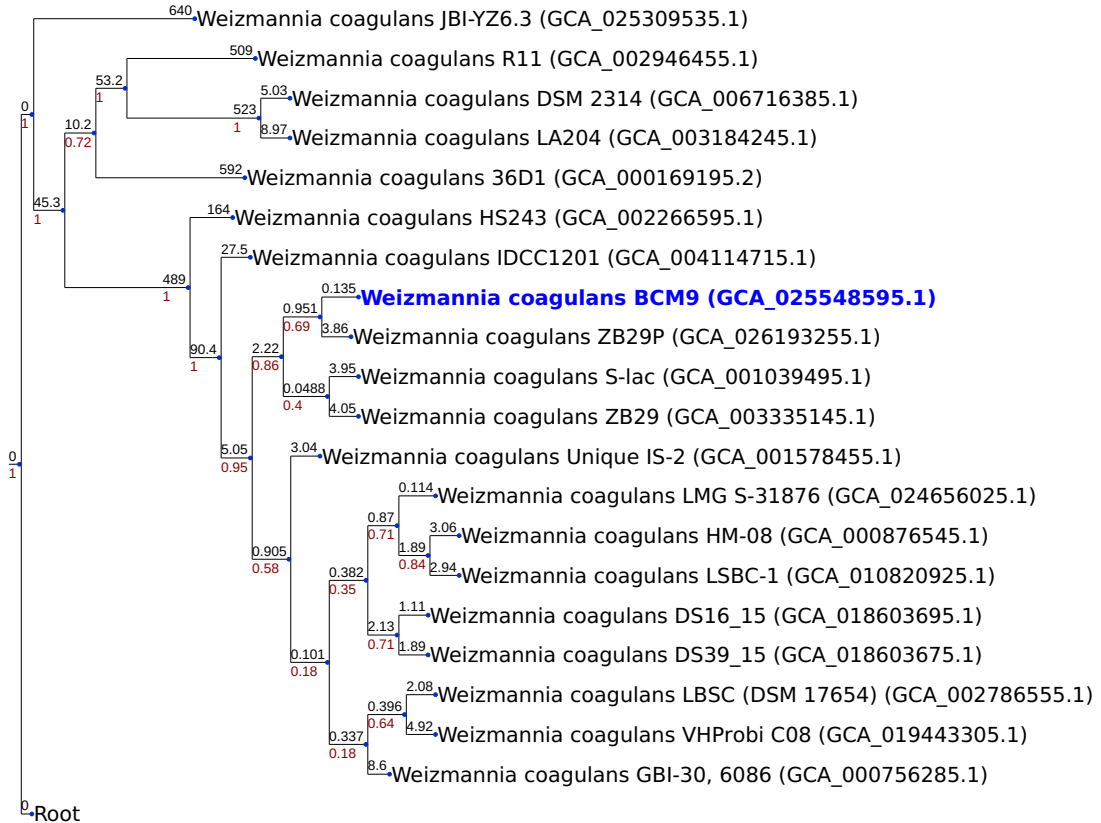 640 Weizmannia coagulans JBI-YZ6.3 (GCA_025309535.1)
509 Weizmannia coagulans R11 (GCA_002946455.1)
53.2
1
5.03 Weizmannia coagulans DSM 2314 (GCA_006716385.1)
0
1
523
1
10.2
0.72
8.97 Weizmannia coagulans LA204 (GCA_003184245.1)
592 Weizmannia coagulans 36D1 (GCA_000169195.2)
45.3
1
164 Weizmannia coagulans HS243 (GCA_002266595.1)
27.5 Weizmannia coagulans IDCC1201 (GCA_004114715.1)
489
1
0.135 Weizmannia coagulans BCM9 (GCA_025548595.1)
0.951
0.69
3.86 Weizmannia coagulans ZB29P (GCA_026193255.1)
90.4
1
2.22
0.86
3.95 Weizmannia coagulans S-lac (GCA_001039495.1)
0.0488
0.4
4.05 Weizmannia coagulans ZB29 (GCA_003335145.1)
5.05
0.95
3.04 Weizmannia coagulans Unique IS-2 (GCA_001578455.1)
0
1
0.114 Weizmannia coagulans LMG S-31876 (GCA_024656025.1)
0.87
0.71
3.06 Weizmannia coagulans HM-08 (GCA_000876545.1)
0.905
0.58
1.89
0.84
2.94 Weizmannia coagulans LSBC-1 (GCA_010820925.1)
0.382
0.35
1.11 Weizmannia coagulans DS16_15 (GCA_018603695.1)
2.13
0.71
1.89 Weizmannia coagulans DS39_15 (GCA_018603675.1)
0.101
0.18
2.08 Weizmannia coagulans LBSC (DSM 17654) (GCA_002786555.1)
0.396
0.64
4.92 Weizmannia coagulans VHProbi C08 (GCA_019443305.1)
0.337
0.18
8.6 Weizmannia coagulans GBI-30, 6086 (GCA_000756285.1)
0 Root